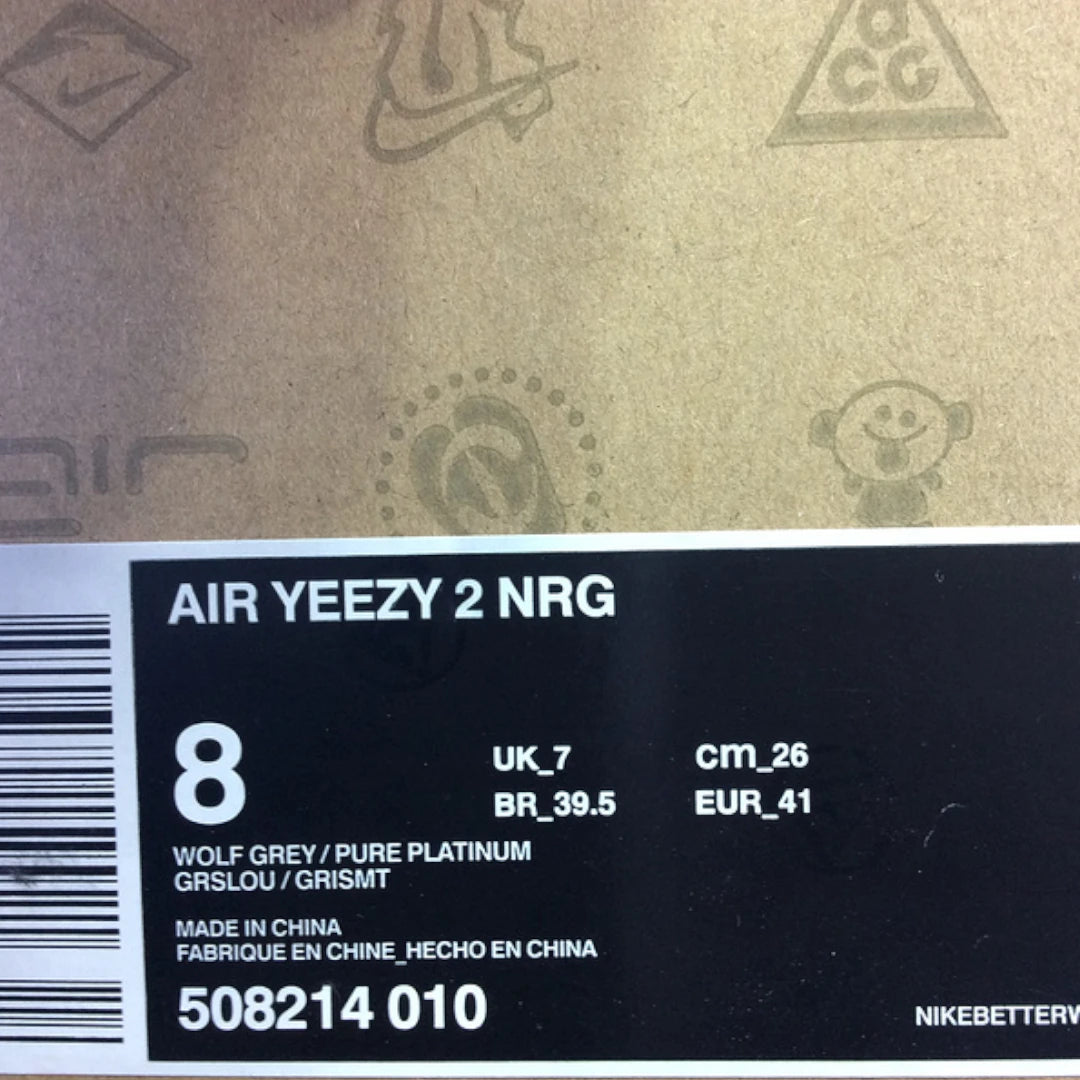 a
CG
air
AIR YEEZY 2 NRG
8
UK_7 cm_26
BR_39.5 EUR_41
WOLF GREY / PURE PLATINUM
GRSLOU / GRISMT
MADE IN CHINA
FABRIQUE EN CHINE_HECHO EN CHINA
508214 010
NIKEBETTERW